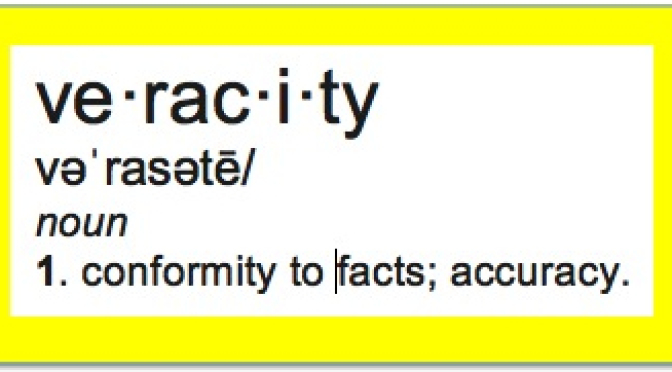 ve·rac·i·ty
vəˈrasətē/
noun
1. conformity to facts; accuracy.